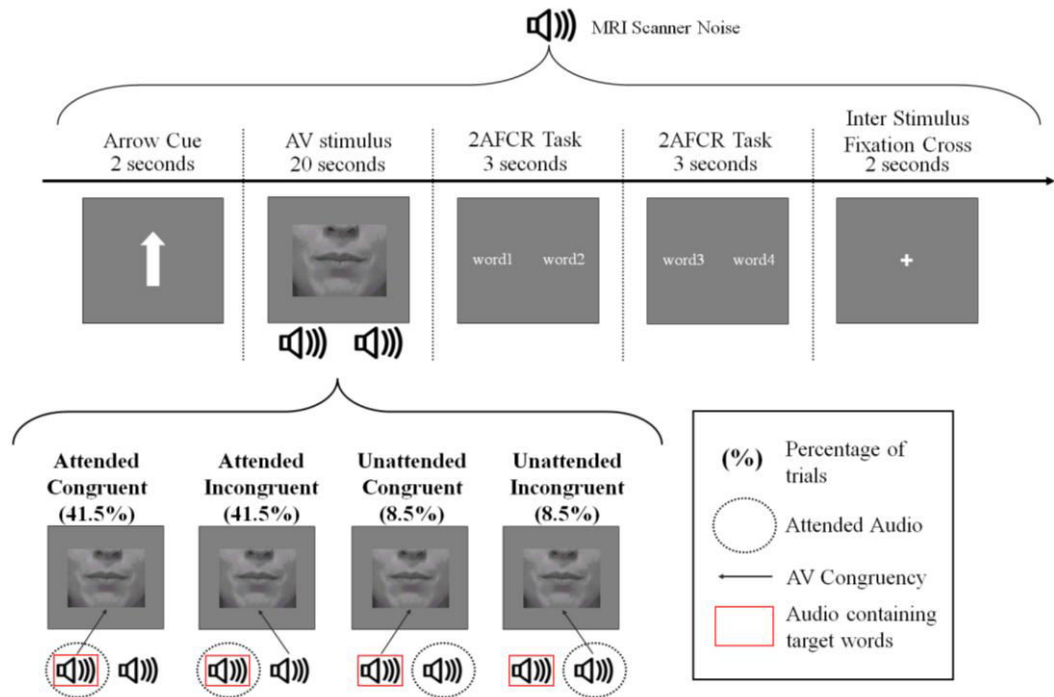 MRI Scanner Noise
Arrow Cue
2 seconds
AV stimulus
20 seconds
2AFCR Task
3 seconds
2AFCR Task
3 seconds
Inter Stimulus
Fixation Cross
2 seconds
word1 word2
word3 word4
Attended
Congruent
(41.5%)
Attended
Incongruent
(41.5%)
Unattended
Congruent
(8.5%)
Unattended
Incongruent
(8.5%)
(%) Percentage of
trials
Attended Audio
AV Congruency
Audio containing
target words